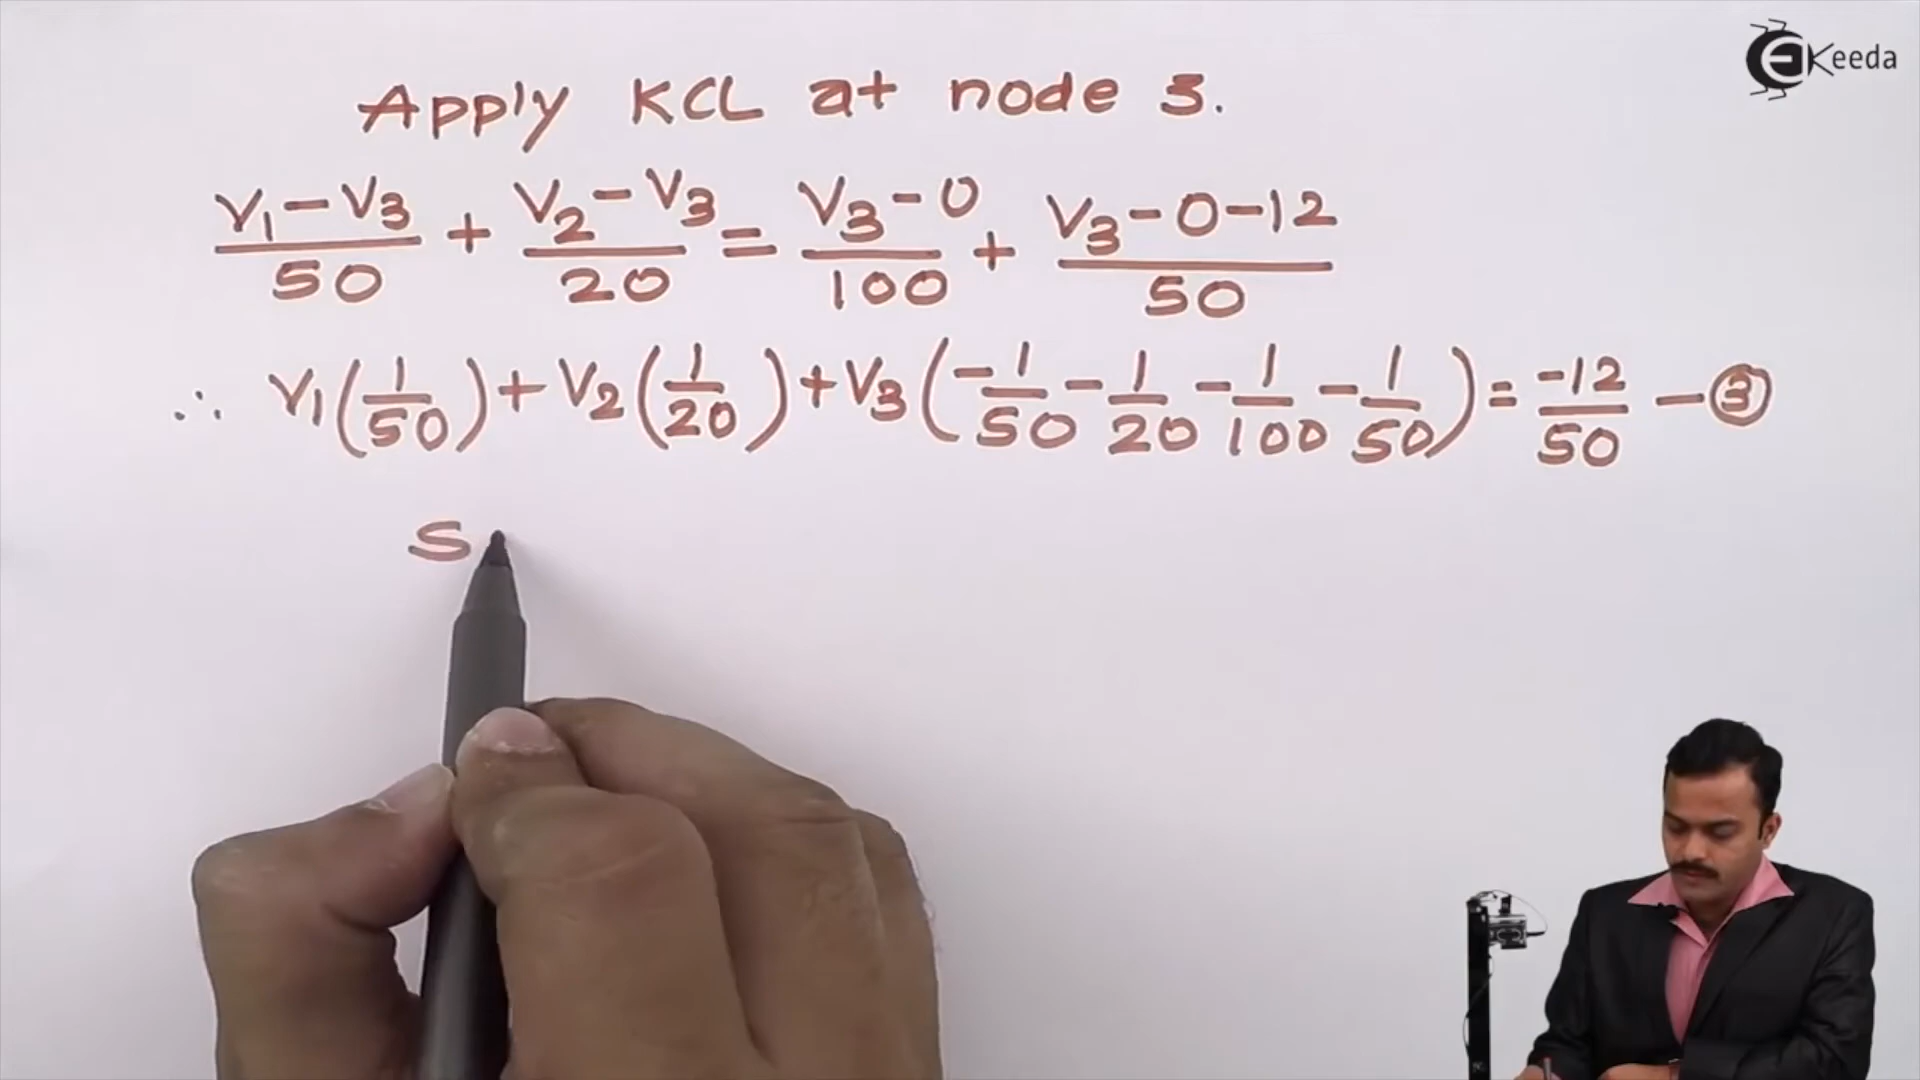 EKeeda
Apply KCL at node 3.
V1-V3/50 + V2-V3/20 = V3-0/100 + V3-0-12/50
∴ V1(1/50)+V2(1/20)+V3(-1/50-1/20-1/100-1/50)=-12/50 -③
S